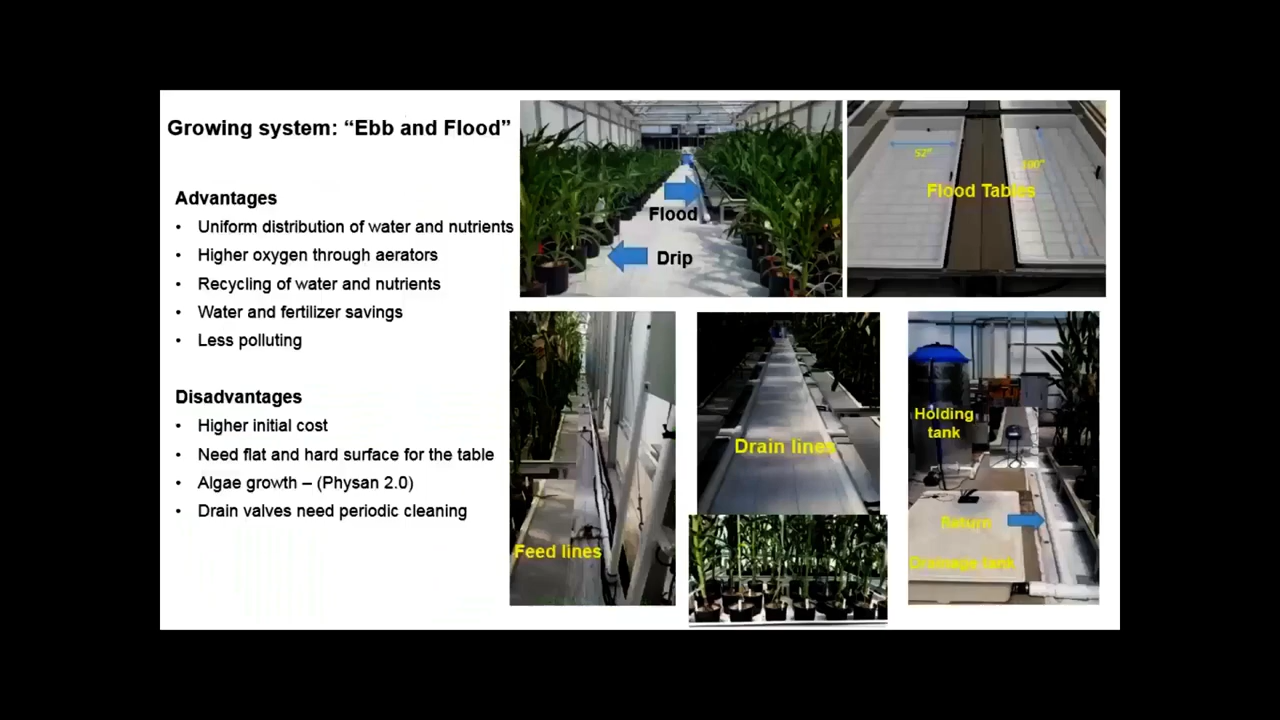 Growing system: “Ebb and Flood”
Advantages
• Uniform distribution of water and nutrients
• Higher oxygen through aerators
• Recycling of water and nutrients
• Water and fertilizer savings
• Less polluting
Disadvantages
• Higher initial cost
• Need flat and hard surface for the table
• Algae growth – (Physan 2.0)
• Drain valves need periodic cleaning
Flood
Drip
52"
100"
Flood Tables
Feed lines
Drain lines
Holding
tank
Return
Drainage tank